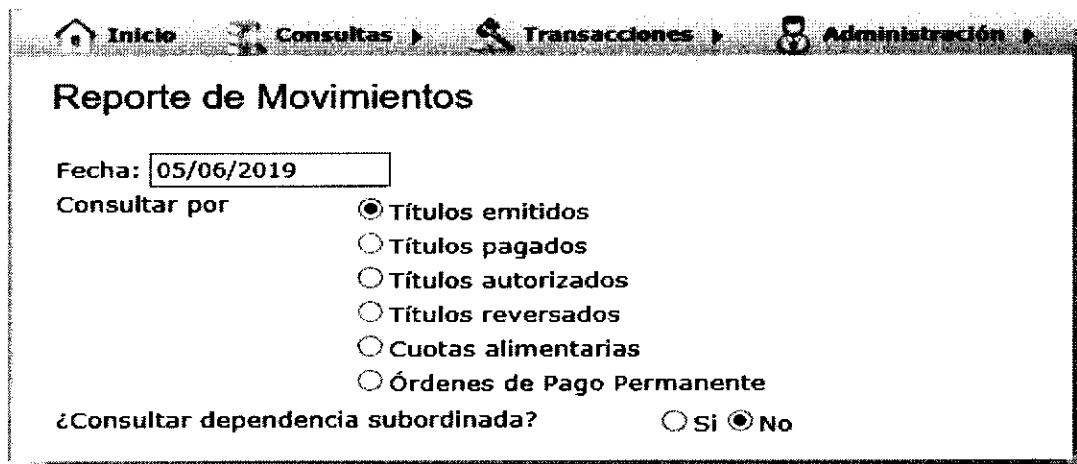 Inicio Consultas Transacciones Administración
Reporte de Movimientos
Fecha: 05/06/2019
Consultar por
Títulos emitidos
Títulos pagados
Títulos autorizados
Títulos reversados
Cuotas alimentarias
Órdenes de Pago Permanente
¿Consultar dependencia subordinada? Si No